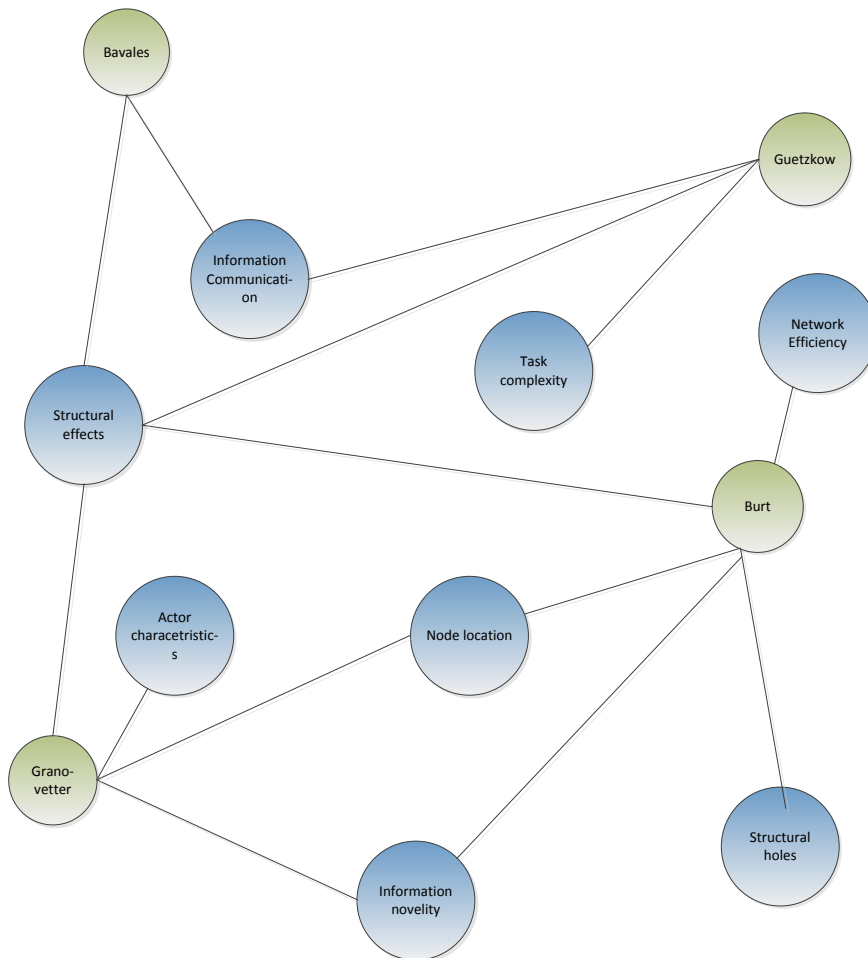 Bavales
Guetzkow
Information
Communicati-
on
Network
Efficiency
Task
complexity
Structural
effects
Burt
Actor
characetristic-
s
Node location
Grano-
vetter
Structural
holes
Information
novelity